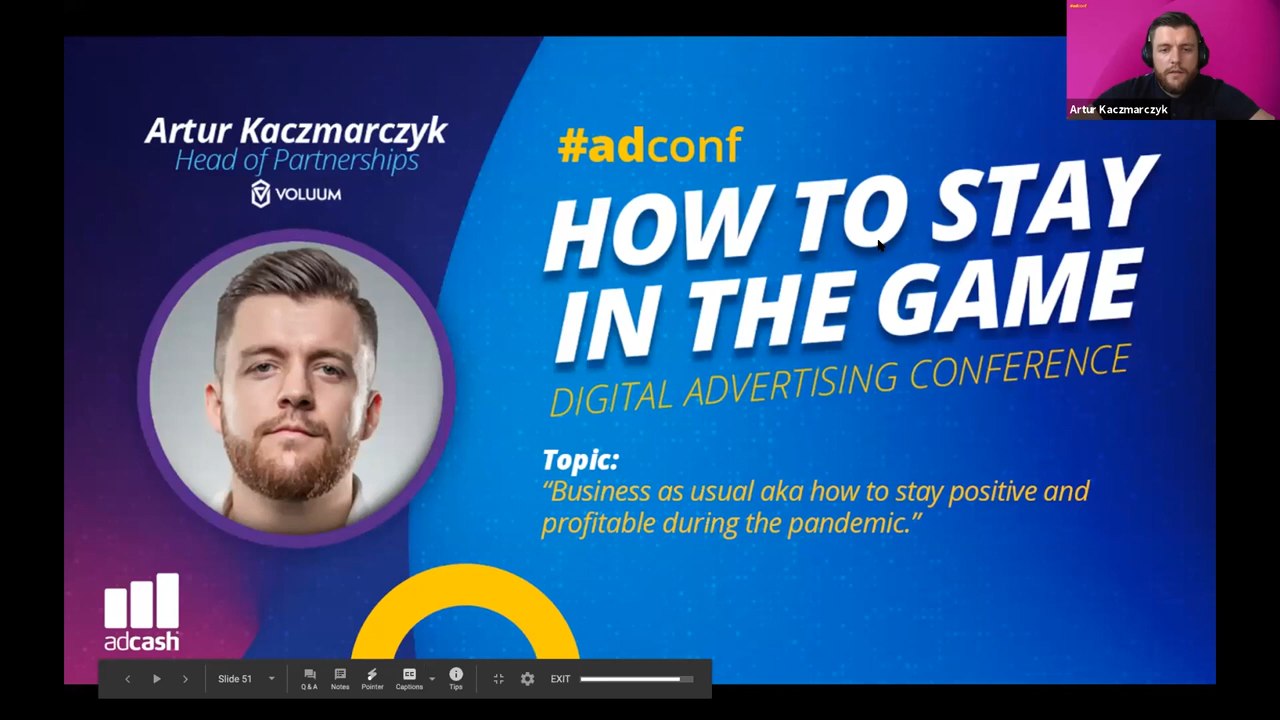 Artur Kaczmarczyk
Head of Partnerships
VOLUUM
#adconf
HOW TO STAY
IN THE GAME
DIGITAL ADVERTISING CONFERENCE
Topic:
“Business as usual aka how to stay positive and
profitable during the pandemic.”
adcash
#adconf
Artur Kaczmarczyk
Slide 51
Q & A
Notes
Pointer
CC
Captions
Tips
EXIT